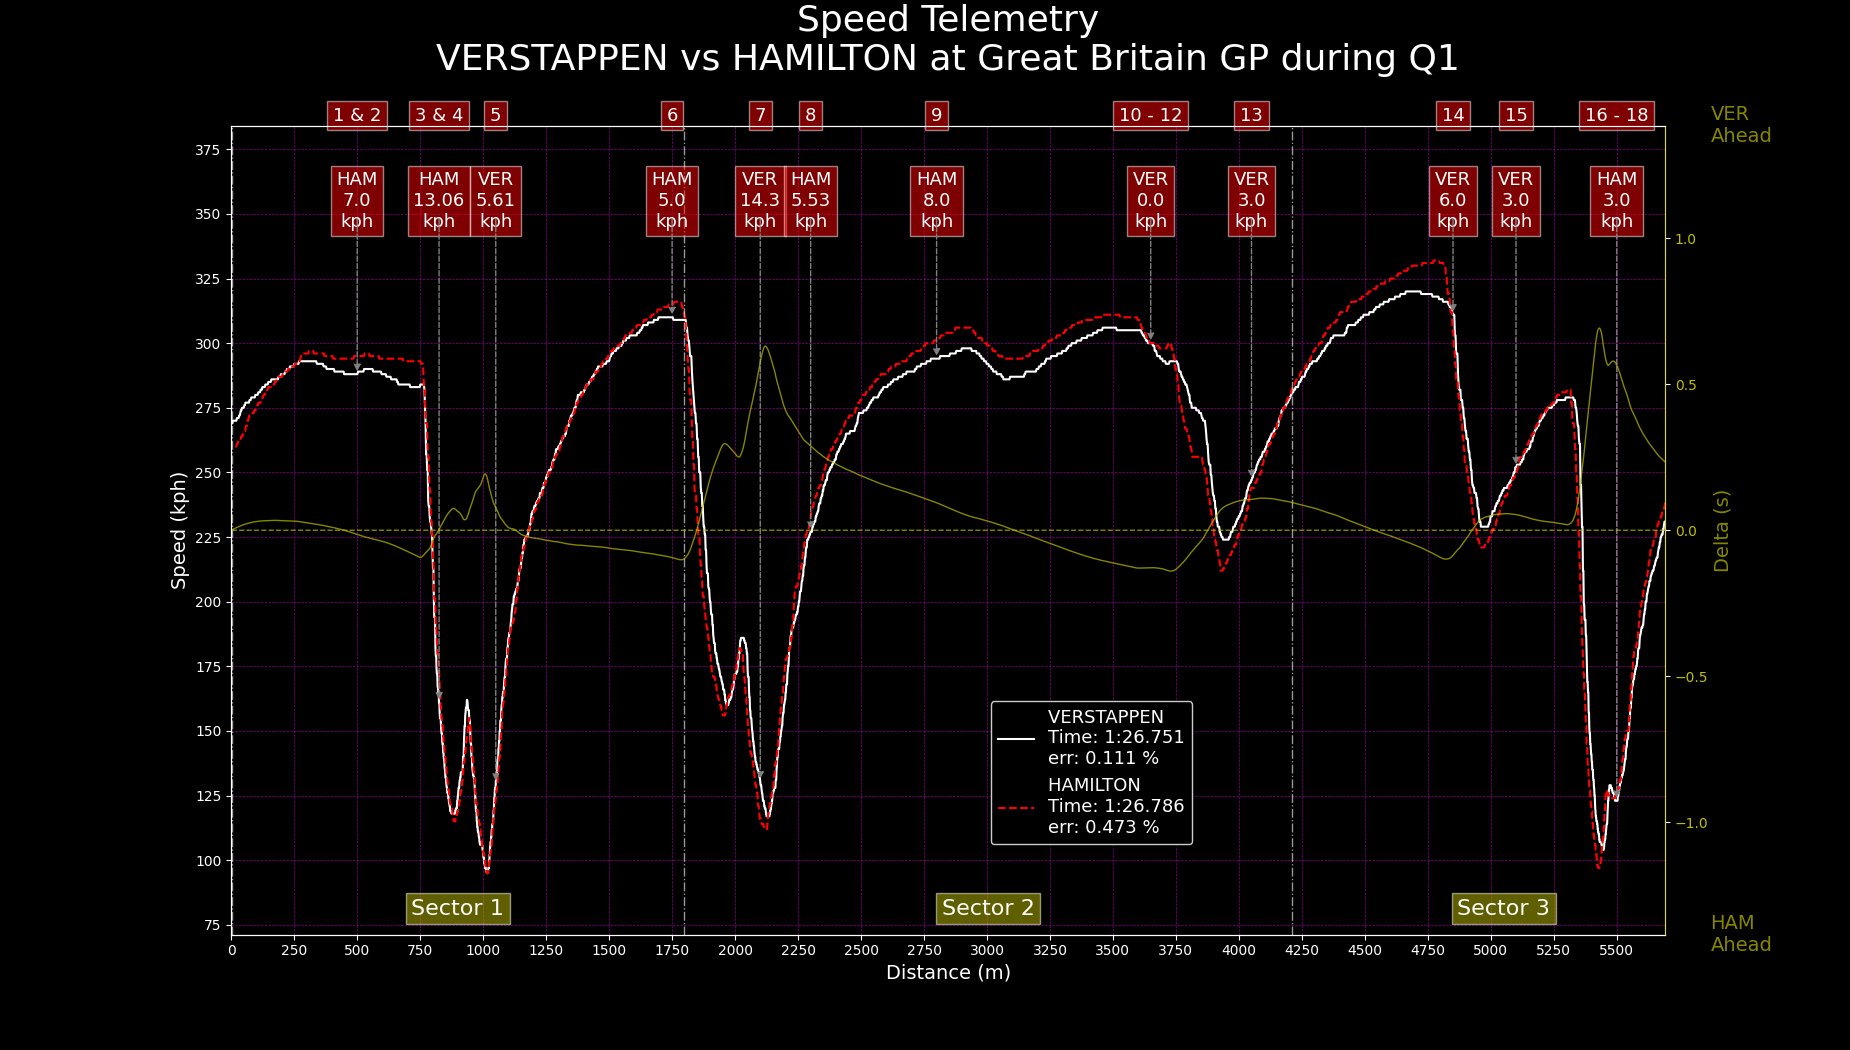 Speed Telemetry
VERSTAPPEN vs HAMILTON at Great Britain GP during Q1
1 & 2
3 & 4
5
6
7
8
9
10 - 12
13
14
15
16 - 18
VER
Ahead
HAM
7.0
kph
HAM
13.06
kph
VER
5.61
kph
HAM
5.0
kph
VER
14.3
kph
HAM
5.53
kph
HAM
8.0
kph
VER
0.0
kph
VER
3.0
kph
VER
6.0
kph
VER
3.0
kph
HAM
3.0
kph
Speed (kph)
375
350
325
300
275
250
225
200
175
150
125
100
75
1.0
0.5
0.0
−0.5
−1.0
Delta (s)
VERSTAPPEN
Time: 1:26.751
err: 0.111 %
HAMILTON
Time: 1:26.786
err: 0.473 %
Sector 1
Sector 2
Sector 3
HAM
Ahead
0
250
500
750
1000
1250
1500
1750
2000
2250
2500
2750
3000
3250
3500
3750
4000
4250
4500
4750
5000
5250
5500
Distance (m)